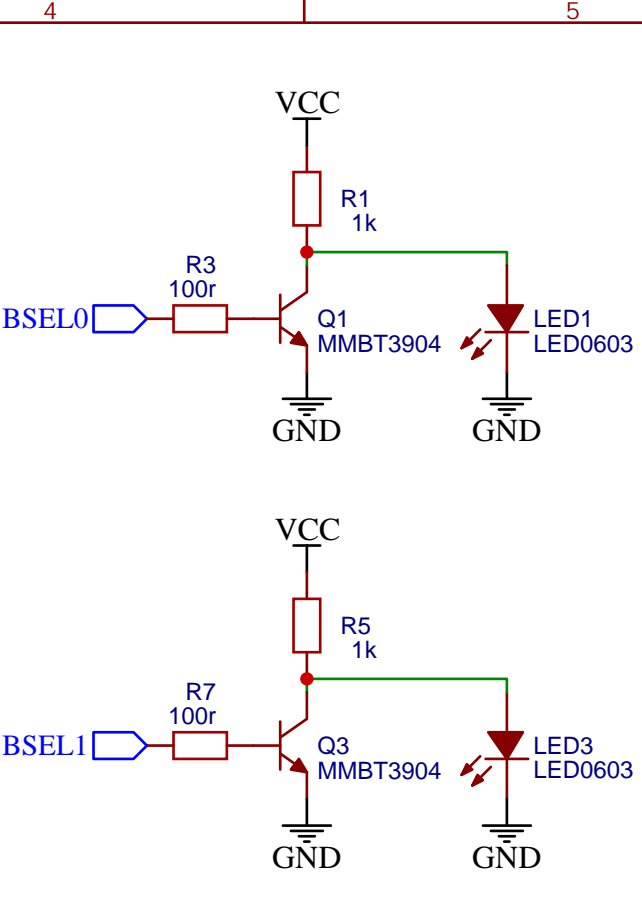 4
5
VCC
R1
1k
R3
100r
BSEL0
Q1
MMBT3904
LED1
LED0603
GND
GND
VCC
R5
1k
R7
100r
BSEL1
Q3
MMBT3904
LED3
LED0603
GND
GND